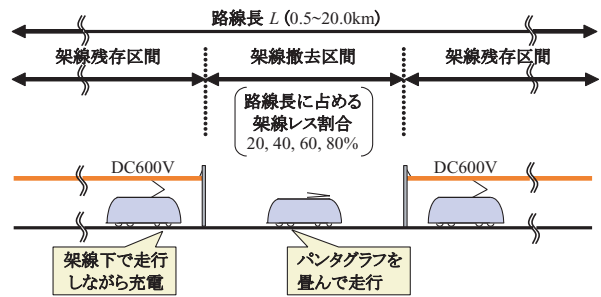 路線長 L (0.5~20.0km)
架線残存区間
架線撤去区間
架線残存区間
路線長に占める
架線レス割合
20, 40, 60, 80%
DC600V
DC600V
架線下で走行
しながら充電
パンタグラフを
畳んで走行